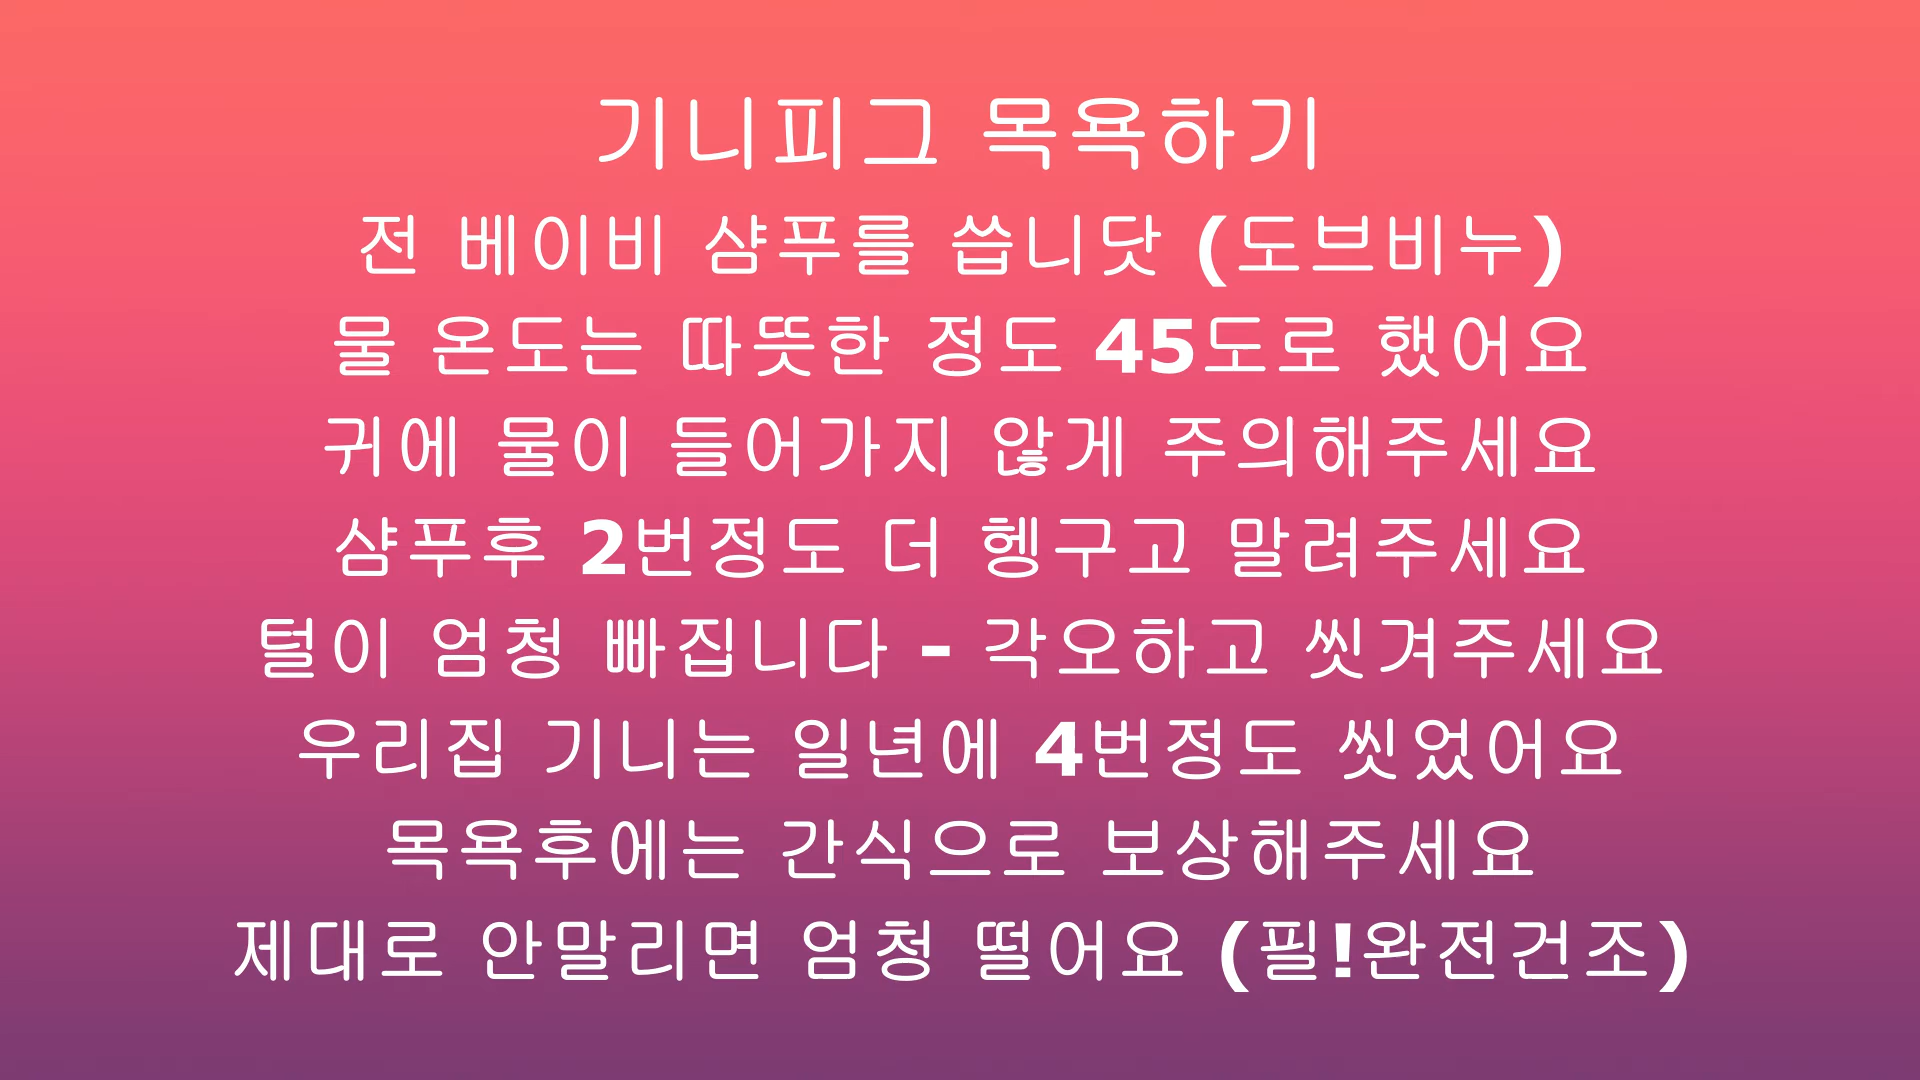 기니피그 목욕하기
전 베이비 샴푸를 씁니닷 (도브비누)
물 온도는 따뜻한 정도 45도로 했어요
귀에 물이 들어가지 않게 주의해주세요
샴푸후 2번정도 더 헹구고 말려주세요
털이 엄청 빠집니다 - 각오하고 씻겨주세요
우리집 기니는 일년에 4번정도 씻었어요
목욕후에는 간식으로 보상해주세요
제대로 안말리면 엄청 떨어요 (필!완전건조)